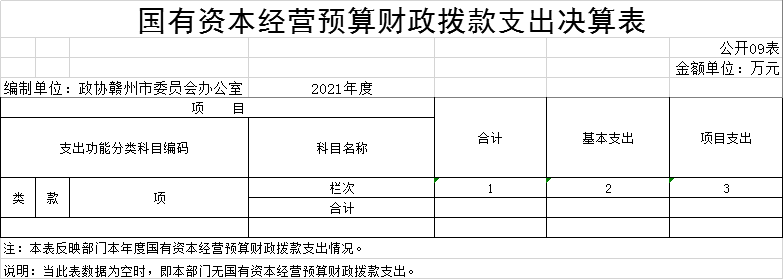 国有资本经营预算财政拨款支出决算表
公开09表
金额单位：万元
编制单位：政协赣州市委员会办公室 2021年度
项 目
合计 基本支出 项目支出
支出功能分类科目编码 科目名称
类 款 项 栏次 1 2 3
合计
注：本表反映部门本年度国有资本经营预算财政拨款支出情况。
说明：当此表数据为空时，即本部门无国有资本经营预算财政拨款支出。